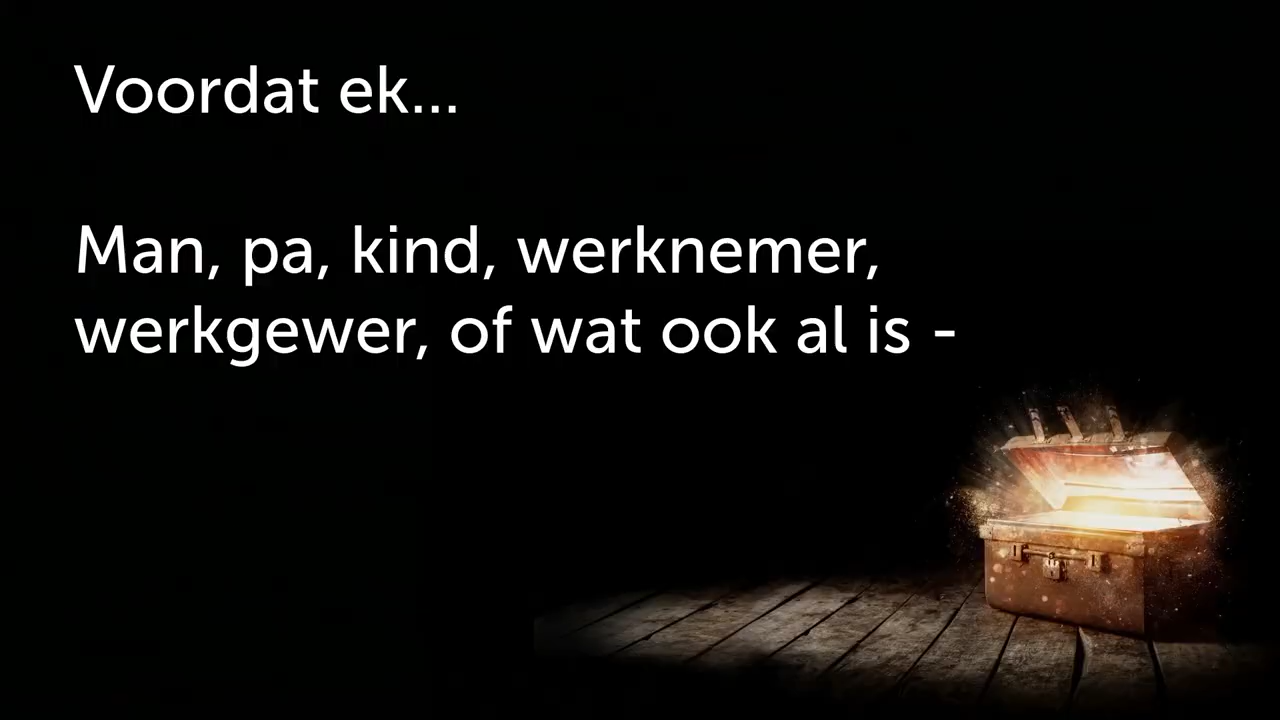 Voordat ek...
Man, pa, kind, werknemer,
werkgewer, of wat ook al is -